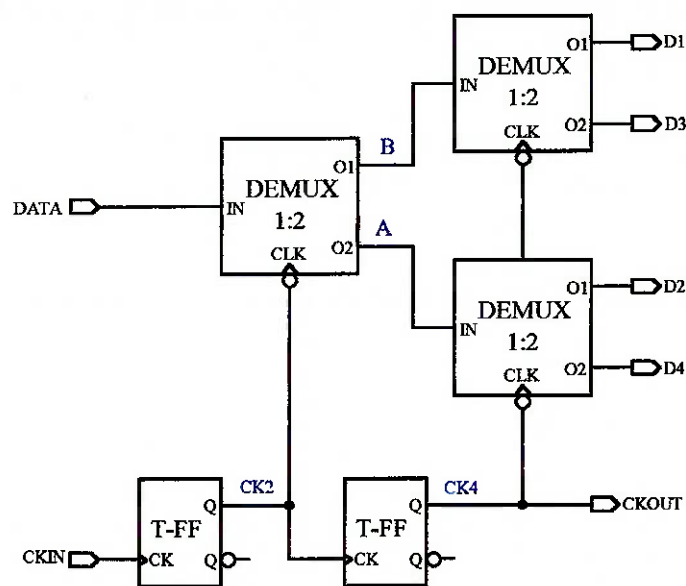 O1
D1
DEMUX
1:2
IN
CLK
O2
D3
B
O1
DEMUX
1:2
DATA
IN
CLK
A
O2
O1
D2
DEMUX
1:2
IN
CLK
O2
D4
Q
CK2
T-FF
CKIN
CK
Q
Q
CK4
CKOUT
T-FF
CK
Q